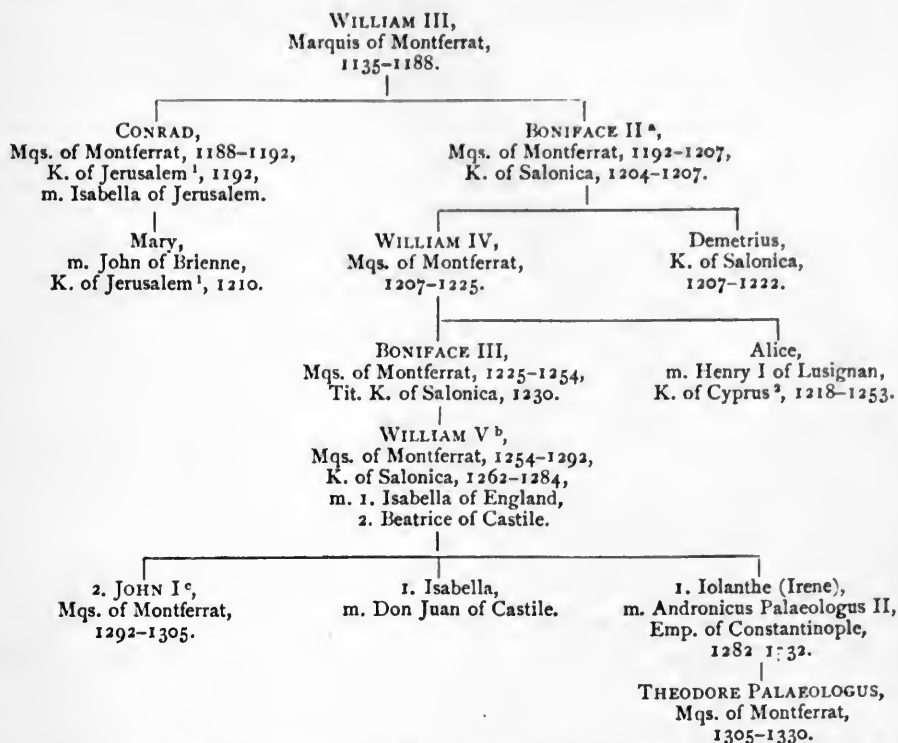 WILLIAM III,
Marquis of Montferrat,
1135–1188.
CONRAD,
Mqs. of Montferrat, 1188–1192,
K. of Jerusalem ¹, 1192,
m. Isabella of Jerusalem.
BONIFACE II ᵃ,
Mqs. of Montferrat, 1192–1207,
K. of Salonica, 1204–1207.
Mary,
m. John of Brienne,
K. of Jerusalem ¹, 1210.
WILLIAM IV,
Mqs. of Montferrat,
1207–1225.
Demetrius,
K. of Salonica,
1207–1222.
BONIFACE III,
Mqs. of Montferrat, 1225–1254,
Tit. K. of Salonica, 1230.
Alice,
m. Henry I of Lusignan,
K. of Cyprus ², 1218–1253.
WILLIAM V ᵇ,
Mqs. of Montferrat, 1254–1292,
K. of Salonica, 1262–1284,
m. 1. Isabella of England,
2. Beatrice of Castile.
2. JOHN I ᶜ,
Mqs. of Montferrat,
1292–1305.
1. Isabella,
m. Don Juan of Castile.
1. Iolanthe (Irene),
m. Andronicus Palaeologus II,
Emp. of Constantinople,
1282
THEODORE PALAEOLOGUS,
Mqs. of Montferrat,
1305–1330.